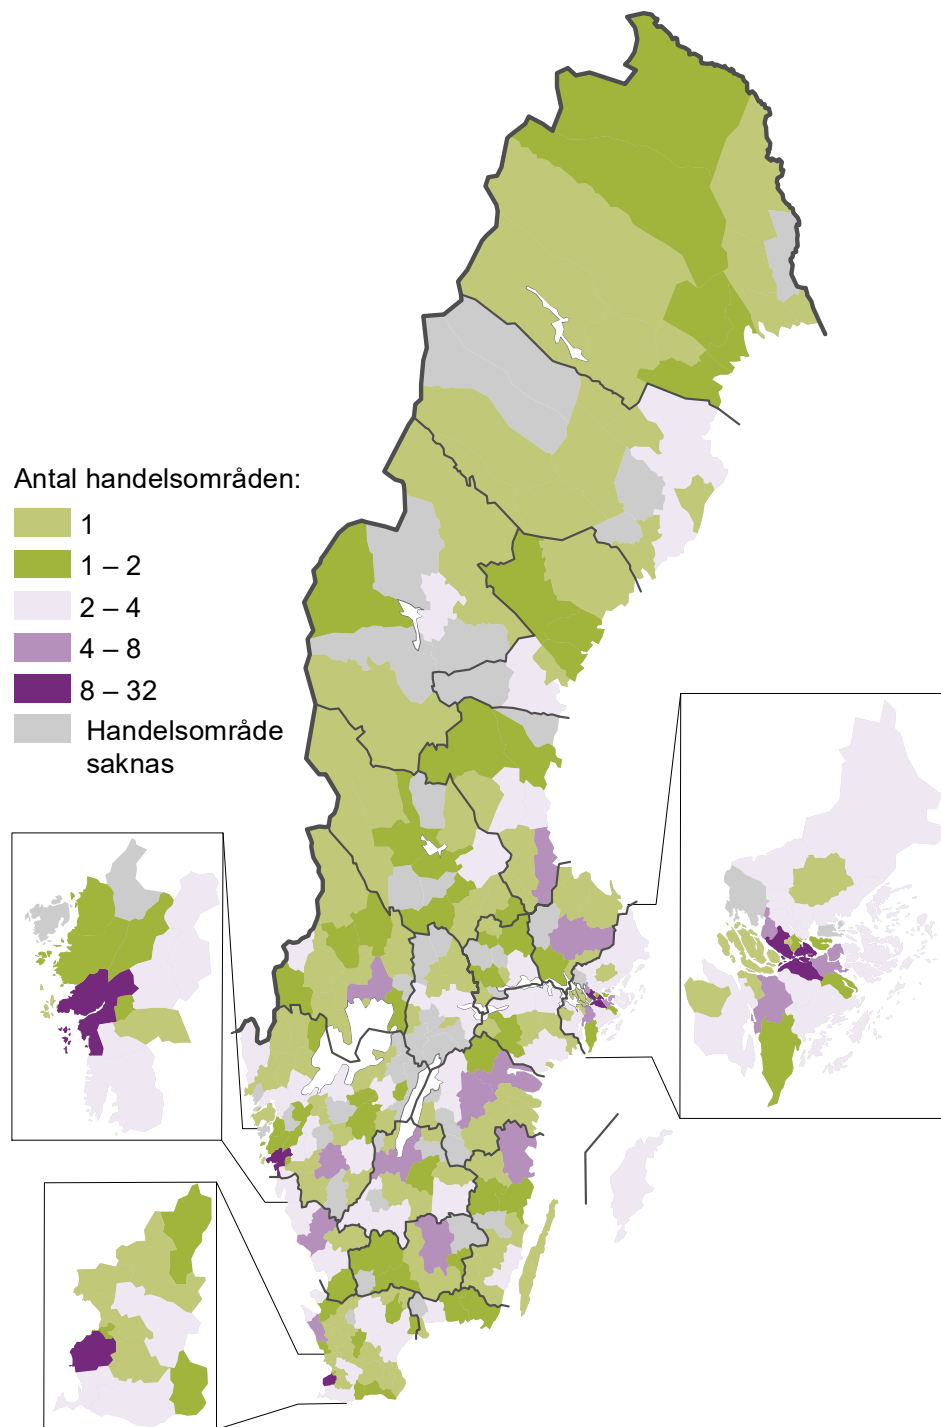 Antal handelsområden:
1
1 – 2
2 – 4
4 – 8
8 – 32
Handelsområde
saknas